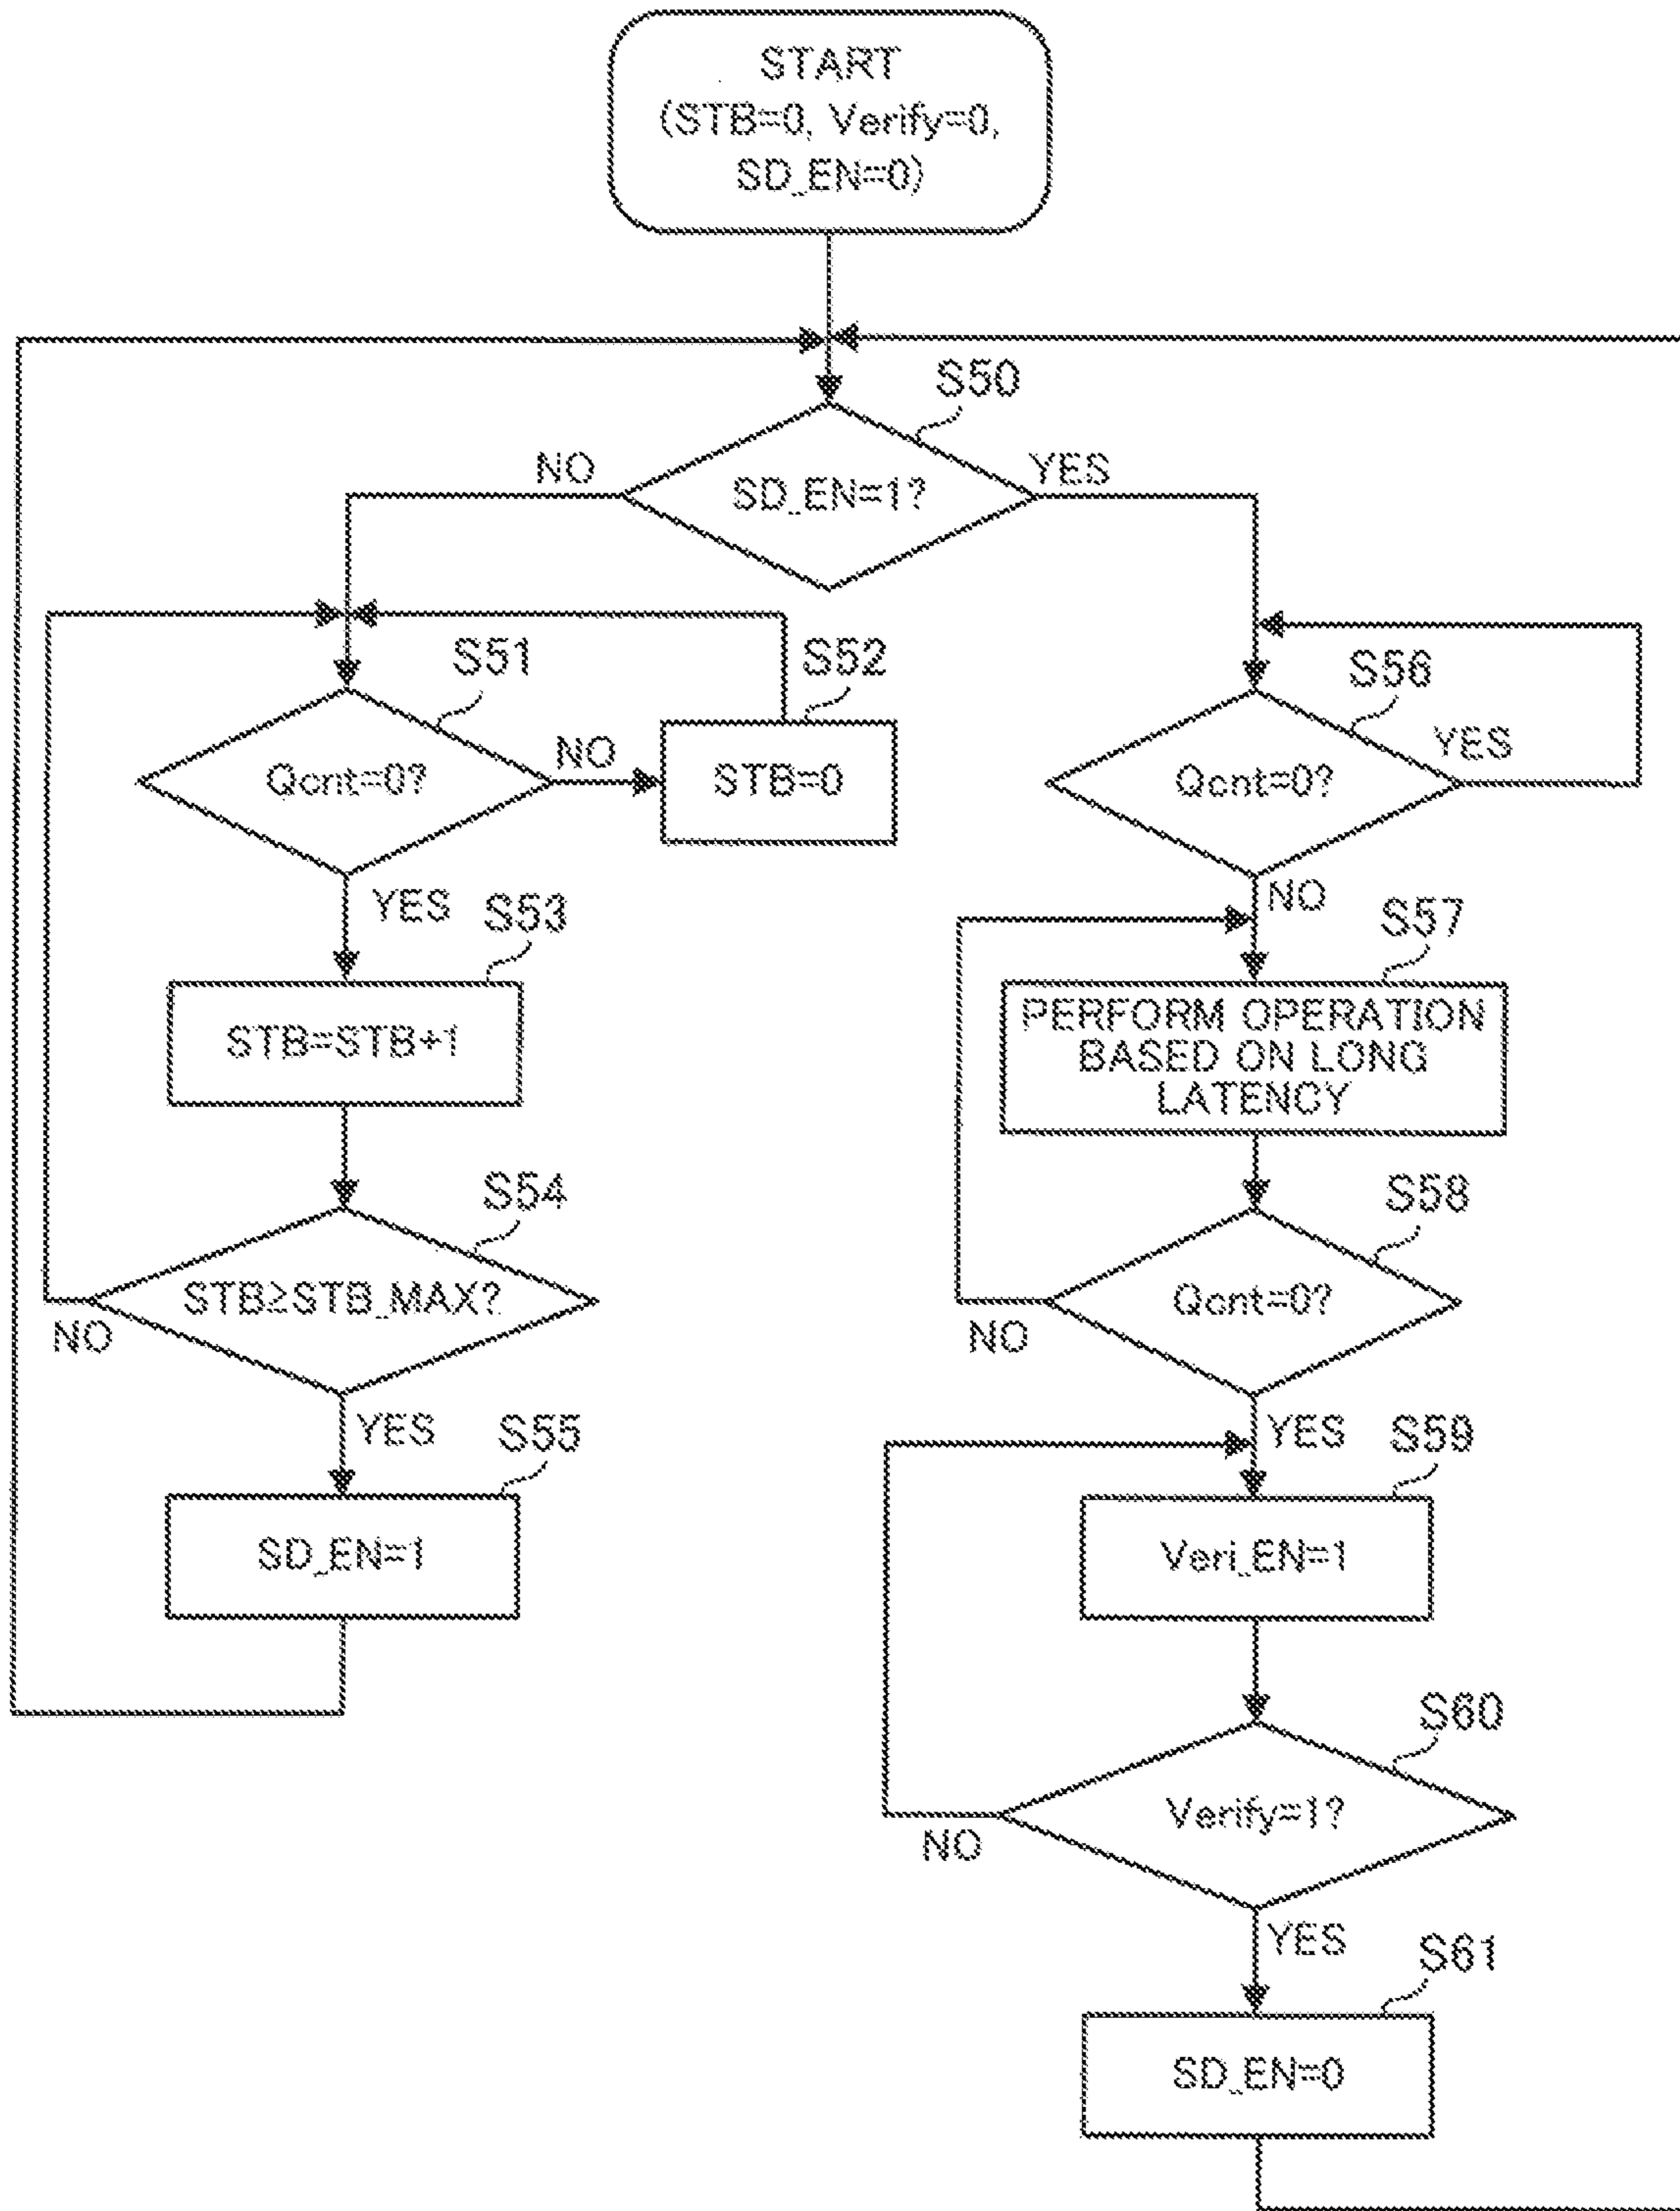 START
(STB=0, Verify=0,
SD_EN=0)
S50
NO
YES
SD_EN=1?
S51
S52
S56
Qcnt=0?
NO
STB=0
Qcnt=0?
YES
YES
S53
NO
S57
STB=STB+1
PERFORM OPERATION
BASED ON LONG
LATENCY
S54
S58
STB≥STB_MAX?
NO
Qcnt=0?
NO
YES
S55
YES
S59
SD_EN=1
Veri_EN=1
S60
Verify=1?
NO
YES
S61
SD_EN=0